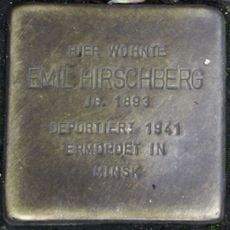 HIER WOHNTE
EMIL HIRSCHBERG
JG. 1893
DEPORTIERT 1941
ERMORDET IN
MINSK